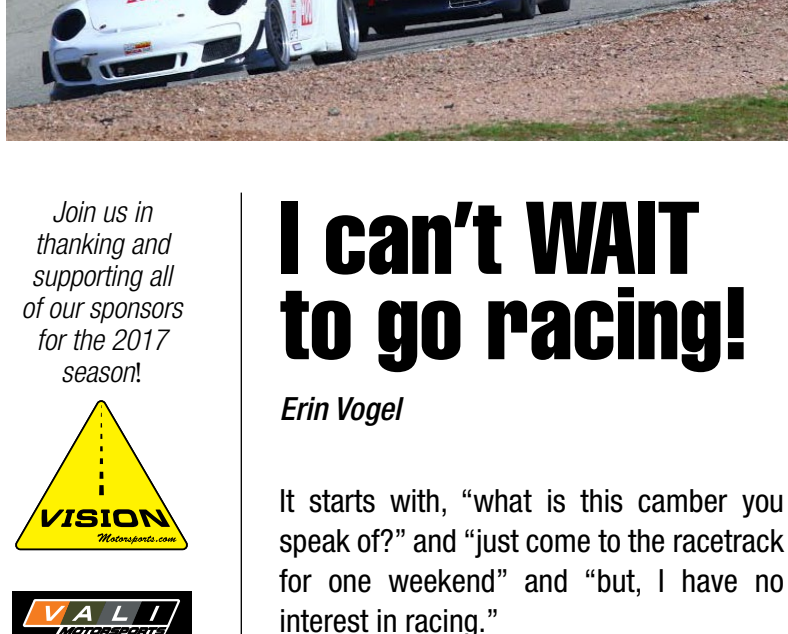 Join us in
thanking and
supporting all
of our sponsors
for the 2017
season!
VISION
Motorsports.com
VALI
MOTORSPORTS
I can't WAIT
to go racing!
Erin Vogel
It starts with, “what is this camber you
speak of?” and “just come to the racetrack
for one weekend” and “but, I have no
interest in racing.”